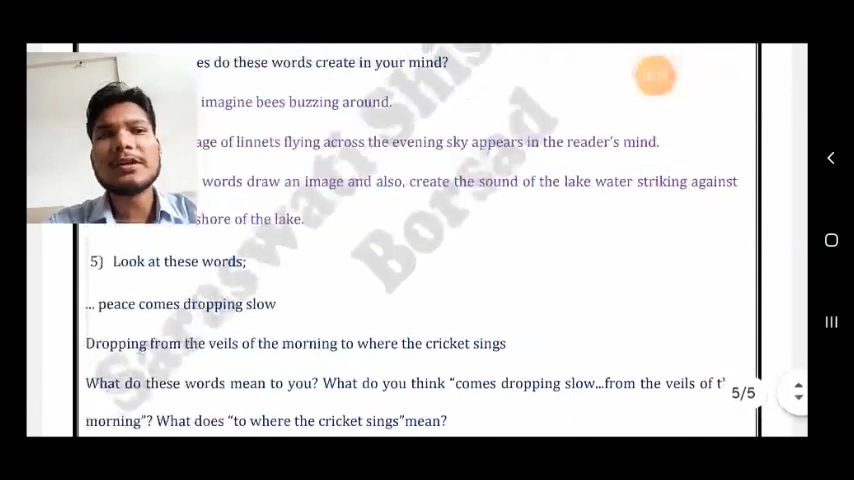 es do these words create in your mind?
imagine bees buzzing around.
age of linnets flying across the evening sky appears in the reader's mind.
words draw an image and also, create the sound of the lake water striking against
shore of the lake.
5) Look at these words;
... peace comes dropping slow
Dropping from the veils of the morning to where the cricket sings
What do these words mean to you? What do you think “comes dropping slow...from the veils of t
morning”? What does “to where the cricket sings”mean?
5/5
Saraswati Shis
Borsad